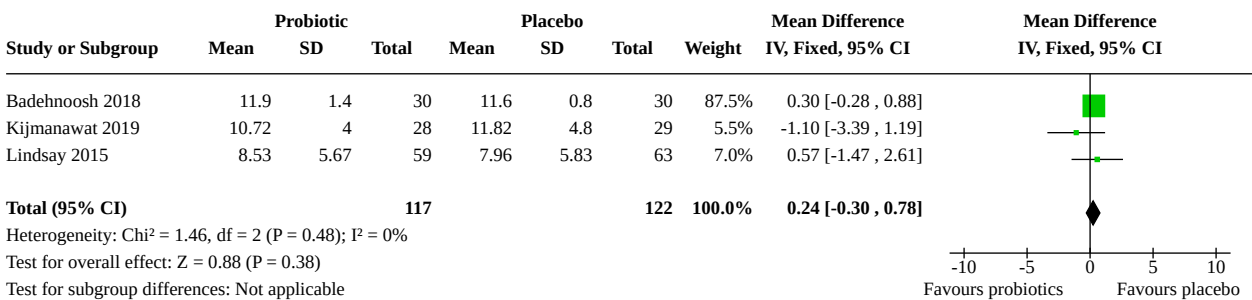 Probiotic Placebo Mean Difference Mean Difference
Study or Subgroup Mean SD Total Mean SD Total Weight IV, Fixed, 95% CI IV, Fixed, 95% CI
Badehnoosh 2018 11.9 1.4 30 11.6 0.8 30 87.5% 0.30 [-0.28 , 0.88]
Kijmanawat 2019 10.72 4 28 11.82 4.8 29 5.5% -1.10 [-3.39 , 1.19]
Lindsay 2015 8.53 5.67 59 7.96 5.83 63 7.0% 0.57 [-1.47 , 2.61]
Total (95% CI) 117 122 100.0% 0.24 [-0.30 , 0.78]
Heterogeneity: Chi² = 1.46, df = 2 (P = 0.48); I² = 0%
Test for overall effect: Z = 0.88 (P = 0.38)
Test for subgroup differences: Not applicable
-10 -5 0 5 10
Favours probiotics Favours placebo